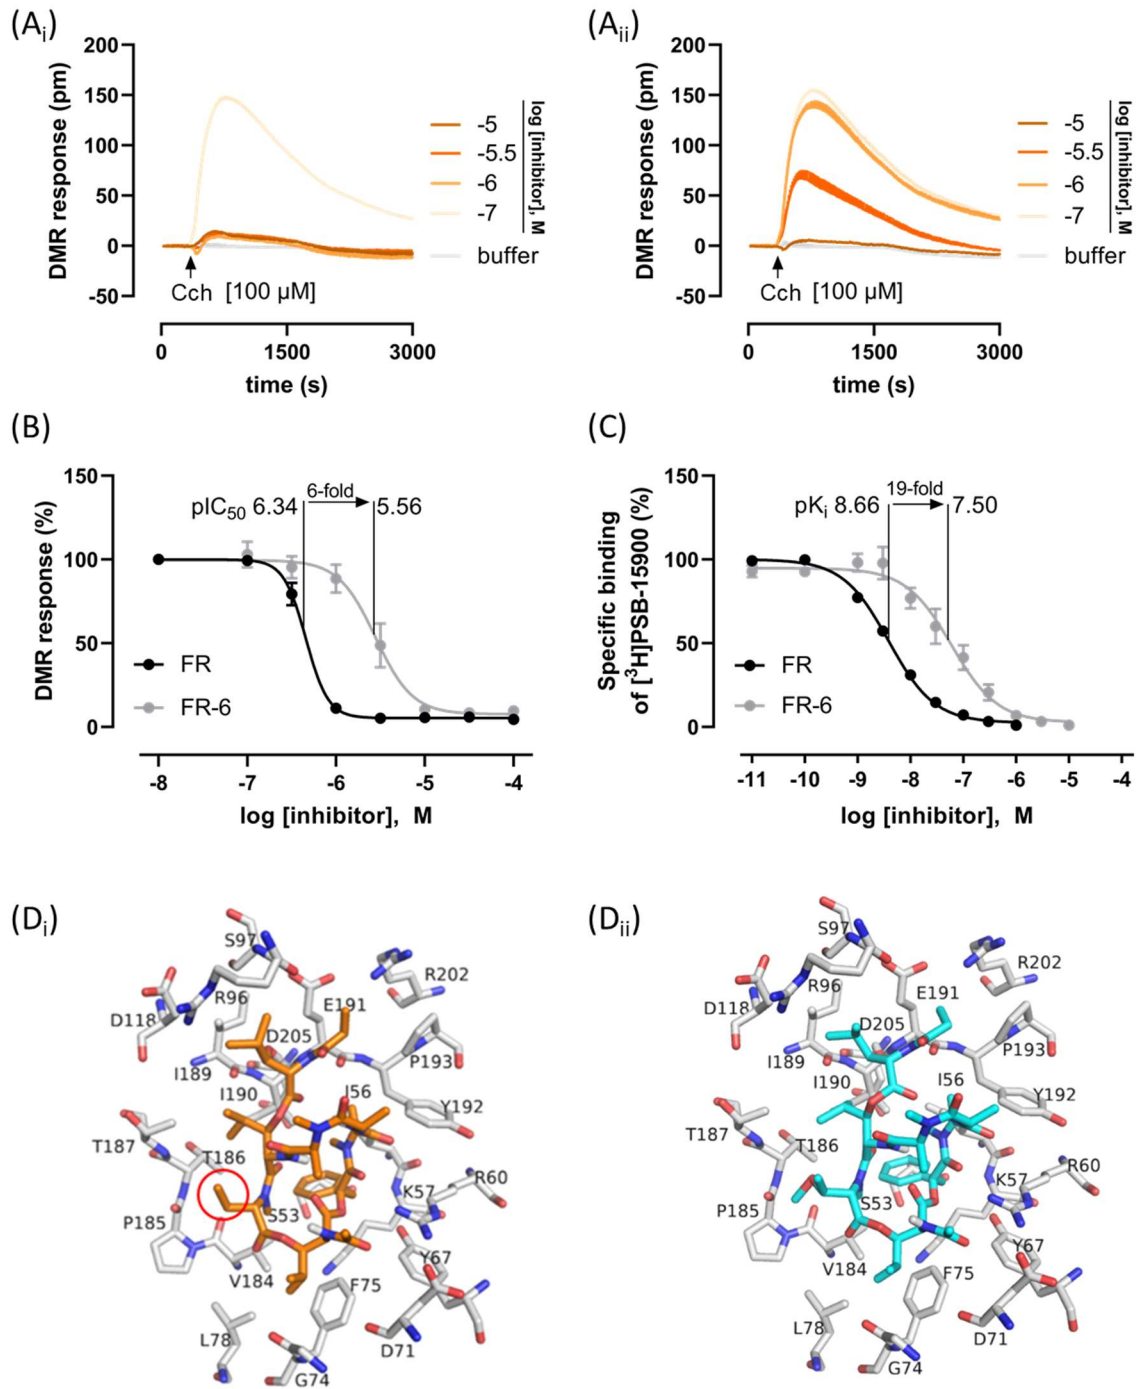 (Ai)
200
150
100
50
0
-50
DMR response (pm)
-5
-5.5
-6
-7
buffer
log [inhibitor], M
Cch [100 µM]
0 1500 3000
time (s)
(Aii)
200
150
100
50
0
-50
DMR response (pm)
-5
-5.5
-6
-7
buffer
log [inhibitor], M
Cch [100 µM]
0 1500 3000
time (s)
(B)
150
100
50
0
DMR response (%)
pIC50 6.34
6-fold
5.56
FR
FR-6
-8 -7 -6 -5 -4
log [inhibitor], M
(C)
150
100
50
0
Specific binding
of [³H]PSB-15900 (%)
pKi 8.66
19-fold
7.50
FR
FR-6
-11 -10 -9 -8 -7 -6 -5 -4
log [inhibitor], M
(Di)
S97
R202
R96
E191
D118
D205
P193
I189
I190
I56
Y192
T187
T186
R60
K57
S53
P185
Y67
V184
F75
L78
D71
G74
(Dii)
S97
R202
R96
E191
D118
D205
P193
I189
I190
I56
Y192
T187
T186
R60
K57
S53
P185
Y67
V184
F75
L78
D71
G74